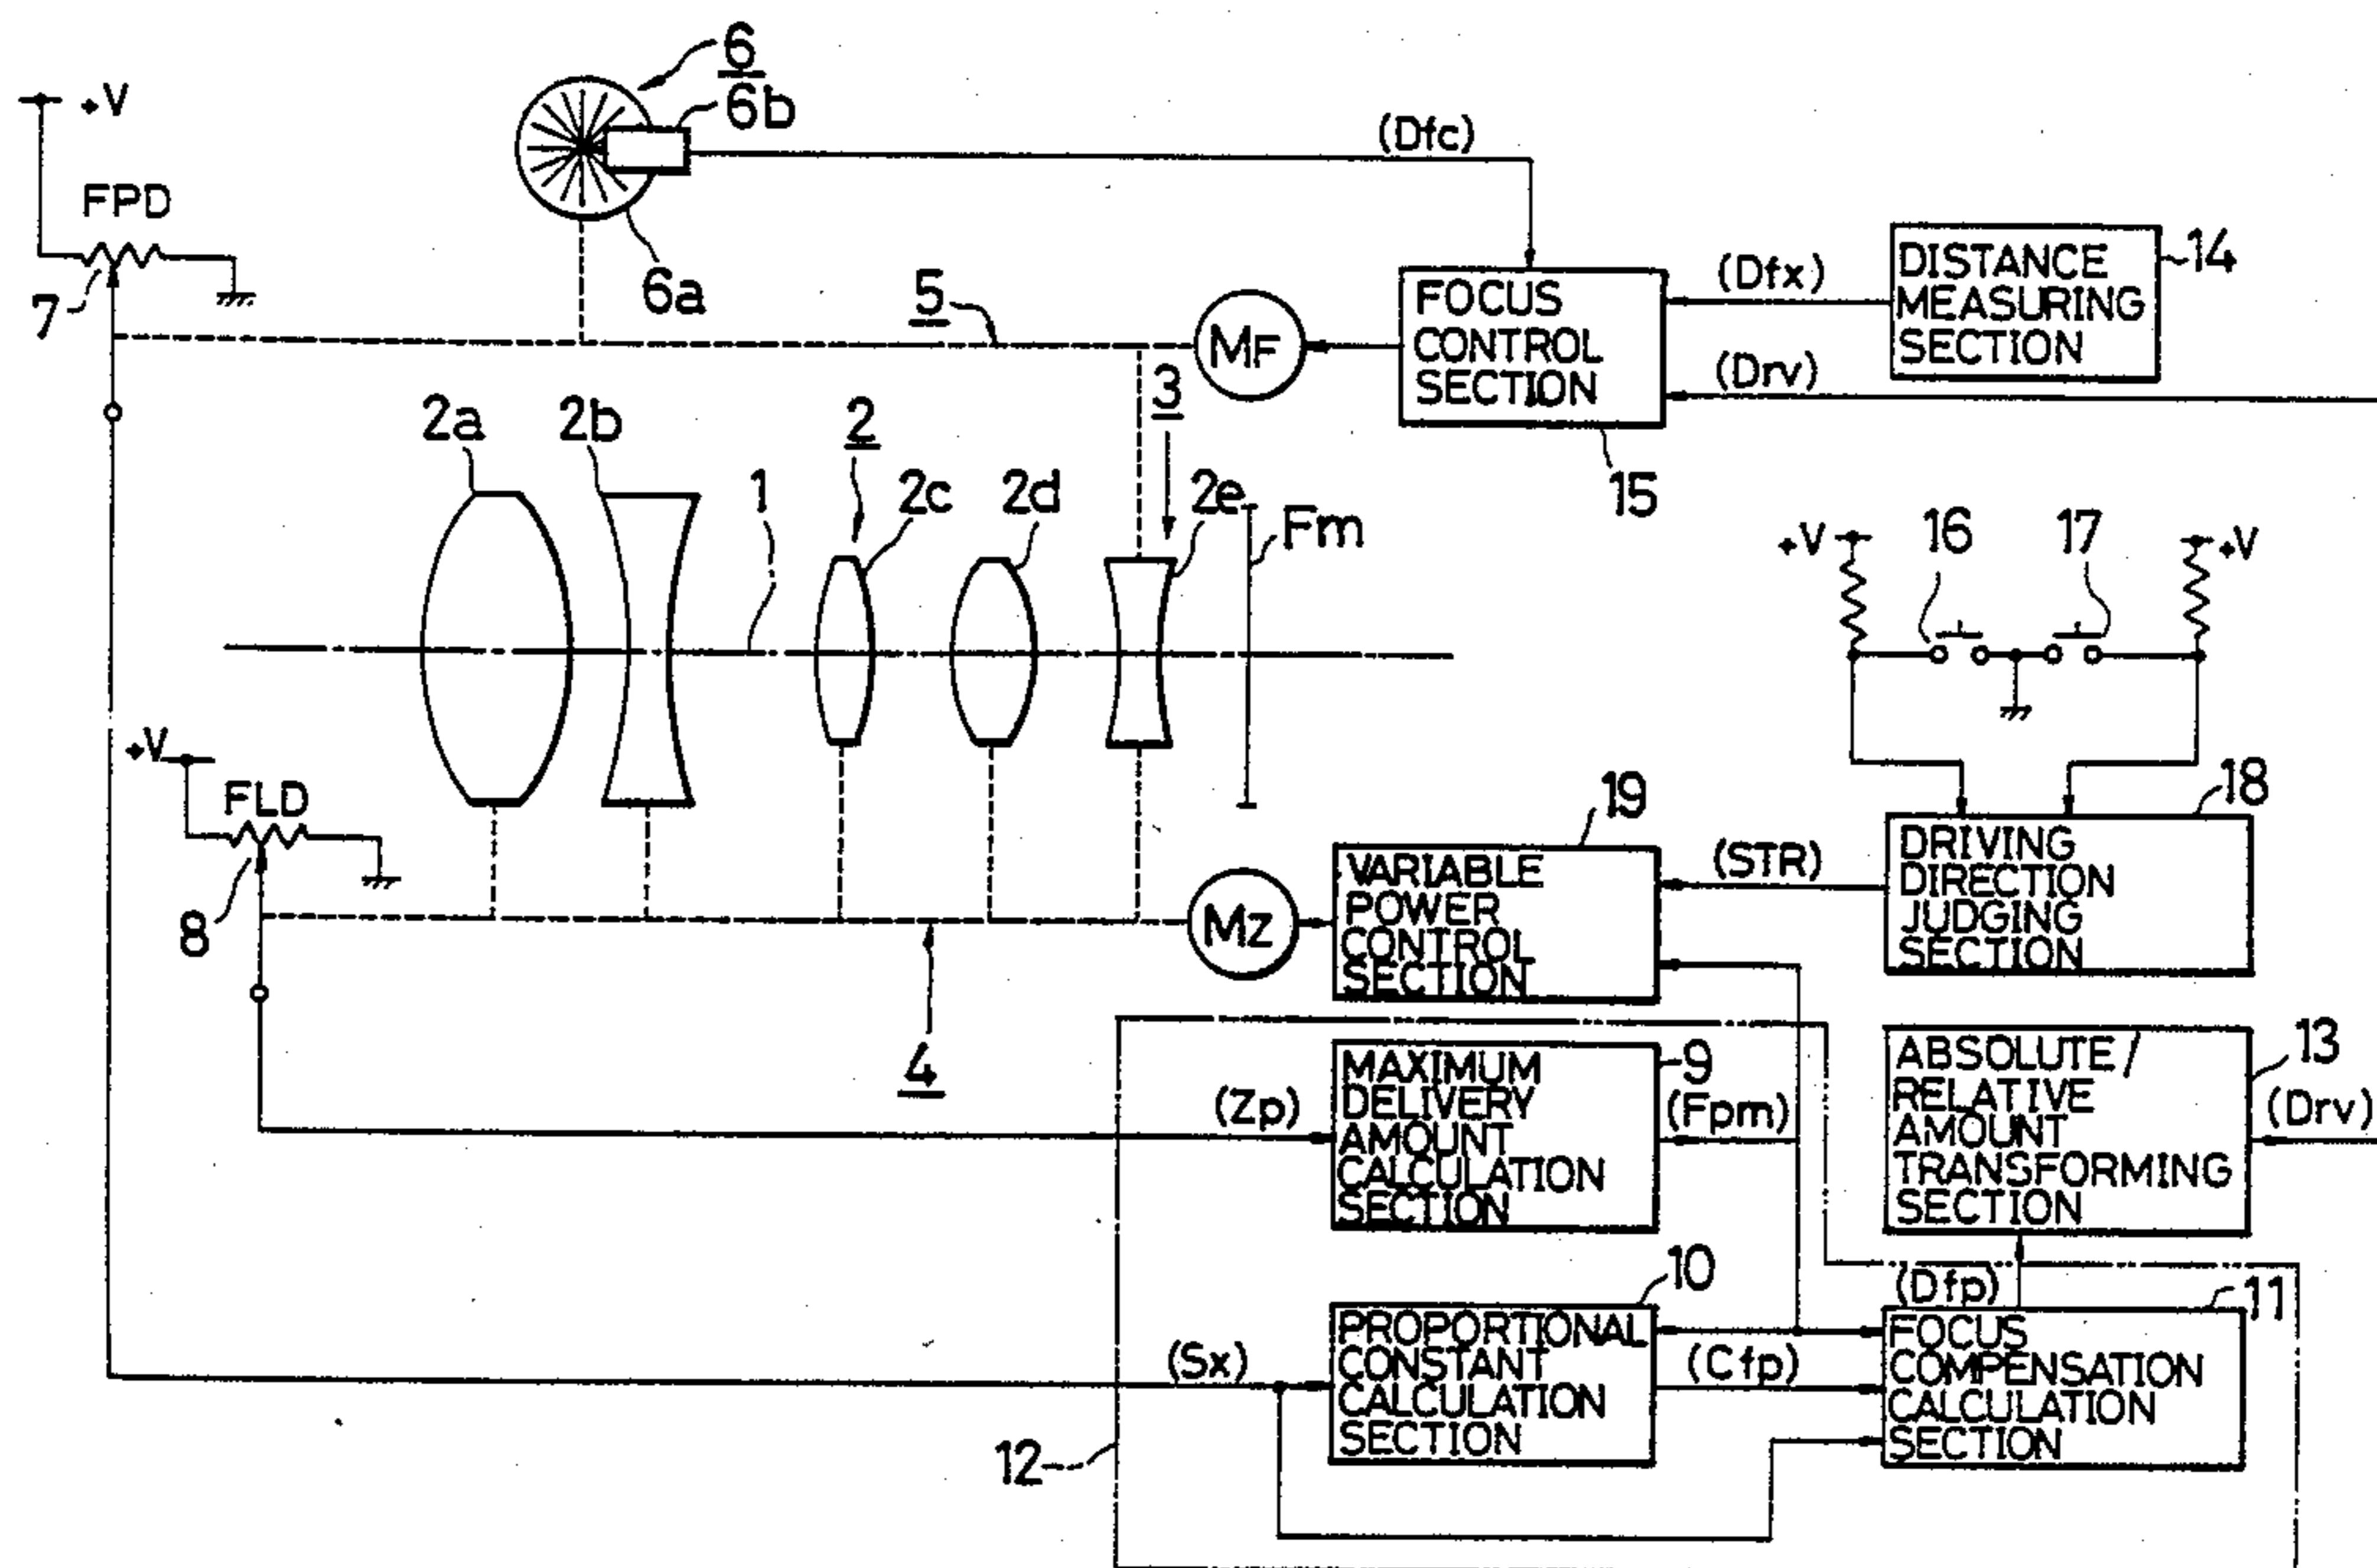 6
6b
+V
(Dfc)
FPD
7
6a
5
MF
FOCUS
CONTROL
SECTION
15
(Dfx)
(Drv)
DISTANCE
MEASURING
SECTION
14
2a
2b
2
2c
2d
3
2e
1
Fm
+V
16
17
+V
+V
FLD
8
4
MZ
19
VARIABLE
POWER
CONTROL
SECTION
(STR)
18
DRIVING
DIRECTION
JUDGING
SECTION
(Zp)
MAXIMUM
DELIVERY
AMOUNT
CALCULATION
SECTION
9
(Fpm)
ABSOLUTE/
RELATIVE
AMOUNT
TRANSFORMING
SECTION
13
(Drv)
(Sx)
10
PROPORTIONAL
CONSTANT
CALCULATION
SECTION
(Cfp)
(Dfp)
11
FOCUS
COMPENSATION
CALCULATION
SECTION
12